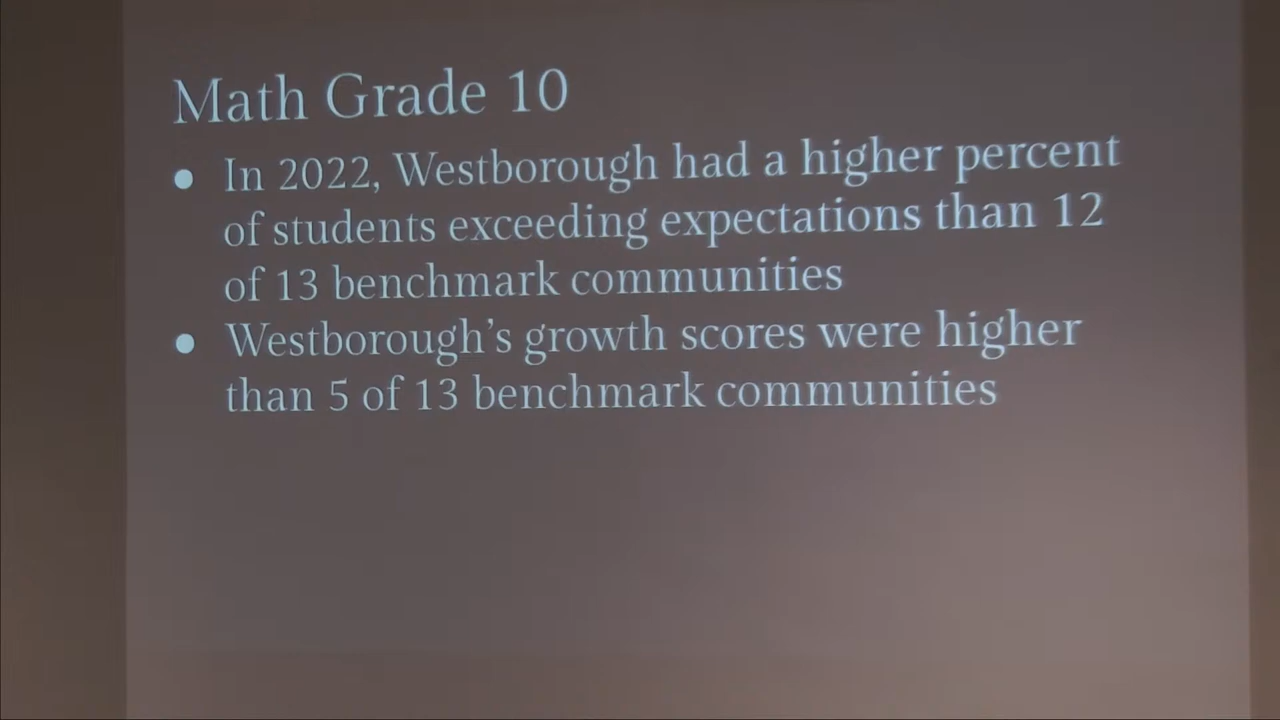 Math Grade 10
• In 2022, Westborough had a higher percent
of students exceeding expectations than 12
of 13 benchmark communities
• Westborough’s growth scores were higher
than 5 of 13 benchmark communities